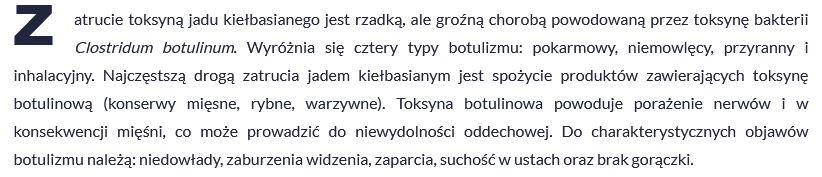 Zatrucie toksyną jadu kiełbasianego jest rzadką, ale groźną chorobą powodowaną przez toksynę bakterii
Clostridum botulinum. Wyróżnia się cztery typy botulizmu: pokarmowy, niemowlęcy, przyranny i
inhalacyjny. Najczęstszą drogą zatrucia jadem kiełbasianym jest spożycie produktów zawierających toksynę
botulinową (konserwy mięsne, rybne, warzywne). Toksyna botulinowa powoduje porażenie nerwów i w
konsekwencji mięśni, co może prowadzić do niewydolności oddechowej. Do charakterystycznych objawów
botulizmu należą: niedowłady, zaburzenia widzenia, zaparcia, suchość w ustach oraz brak gorączki.